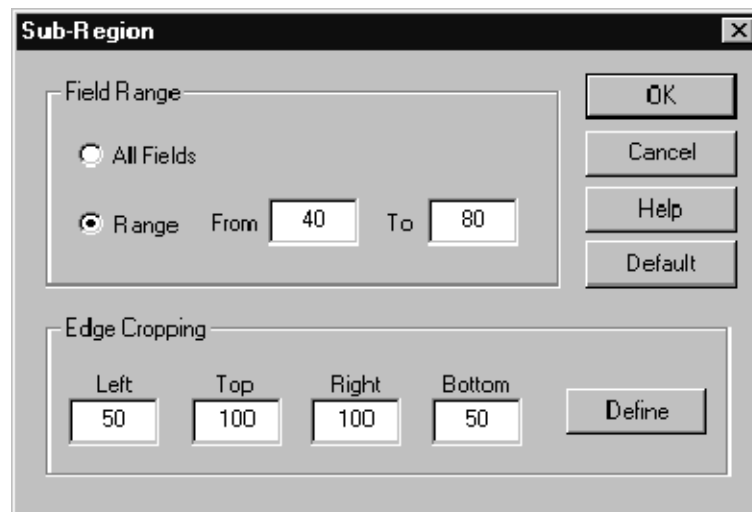 Sub-Region
Field Range
All Fields
Range From 40 To 80
OK
Cancel
Help
Default
Edge Cropping
Left Top Right Bottom
50 100 100 50
Define